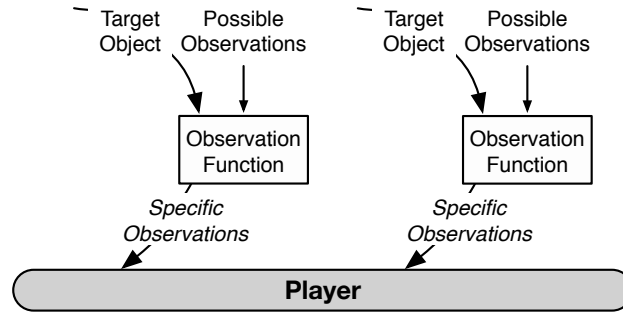 Target
Object
Possible
Observations
Observation
Function
Specific
Observations
Target
Object
Possible
Observations
Observation
Function
Specific
Observations
Player